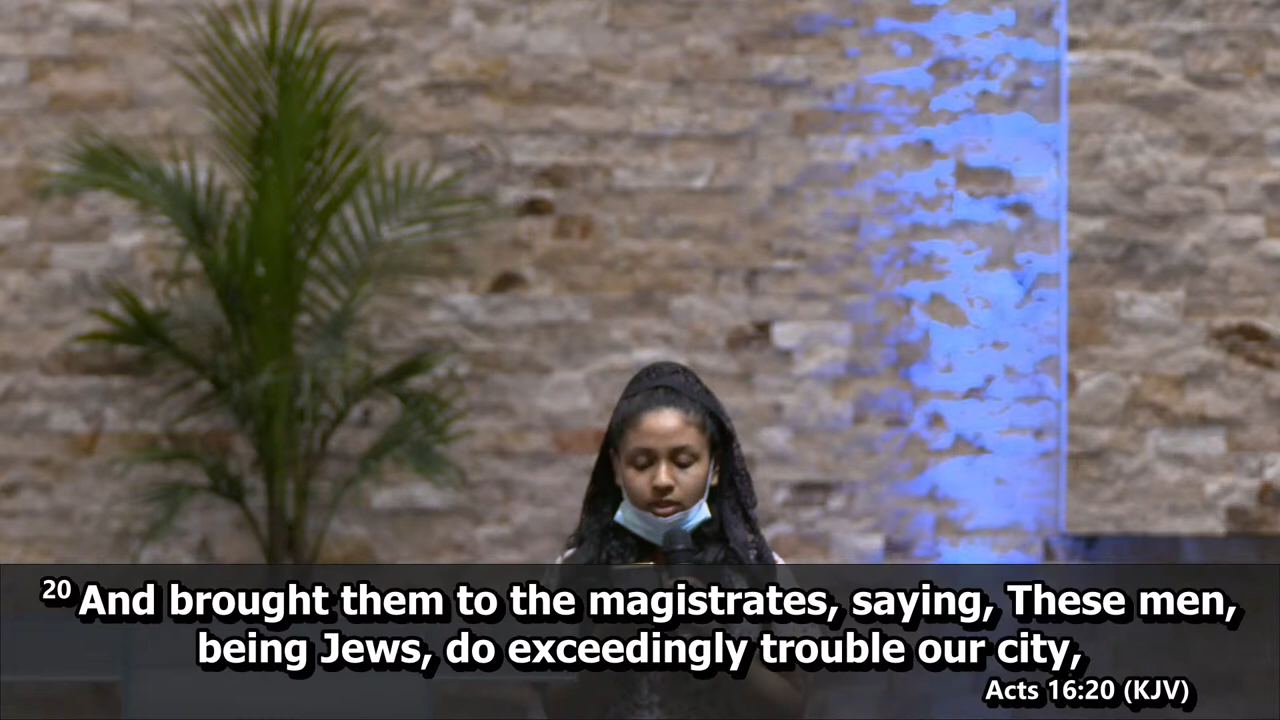 20 And brought them to the magistrates, saying, These men,
being Jews, do exceedingly trouble our city,
Acts 16:20 (KJV)